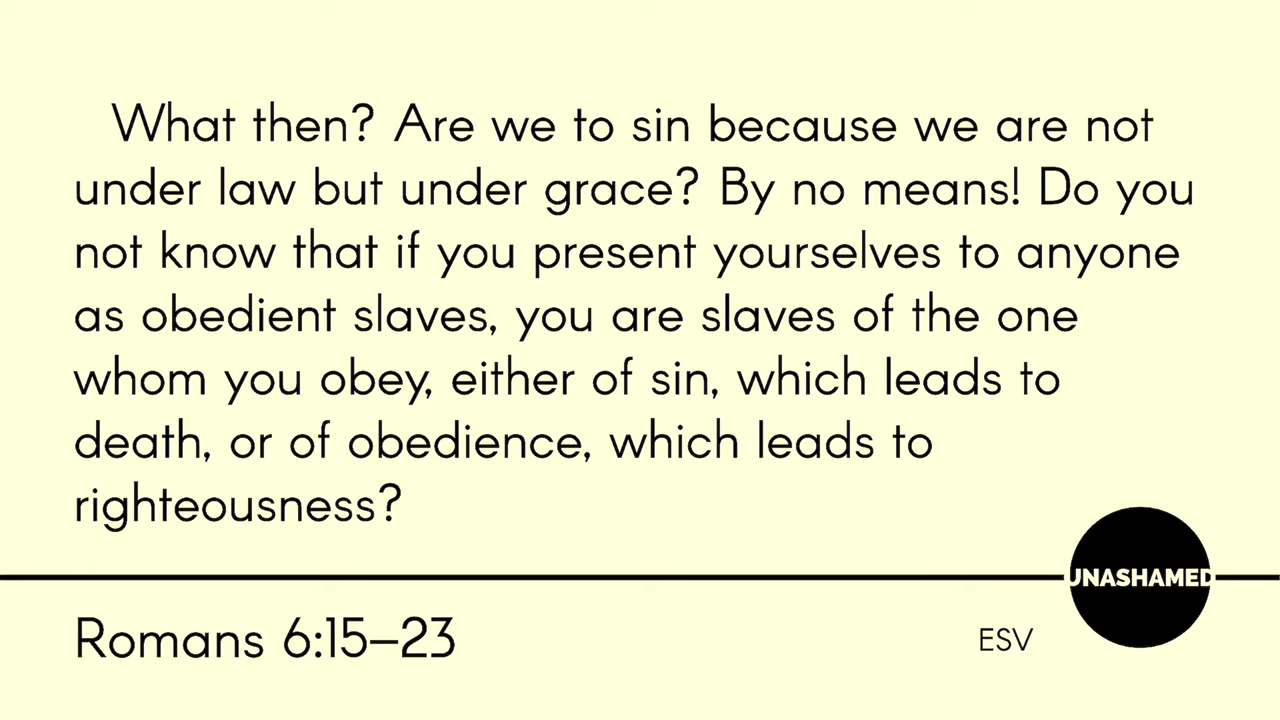 What then? Are we to sin because we are not
under law but under grace? By no means! Do you
not know that if you present yourselves to anyone
as obedient slaves, you are slaves of the one
whom you obey, either of sin, which leads to
death, or of obedience, which leads to
righteousness?
UNASHAMED
Romans 6:15–23
ESV